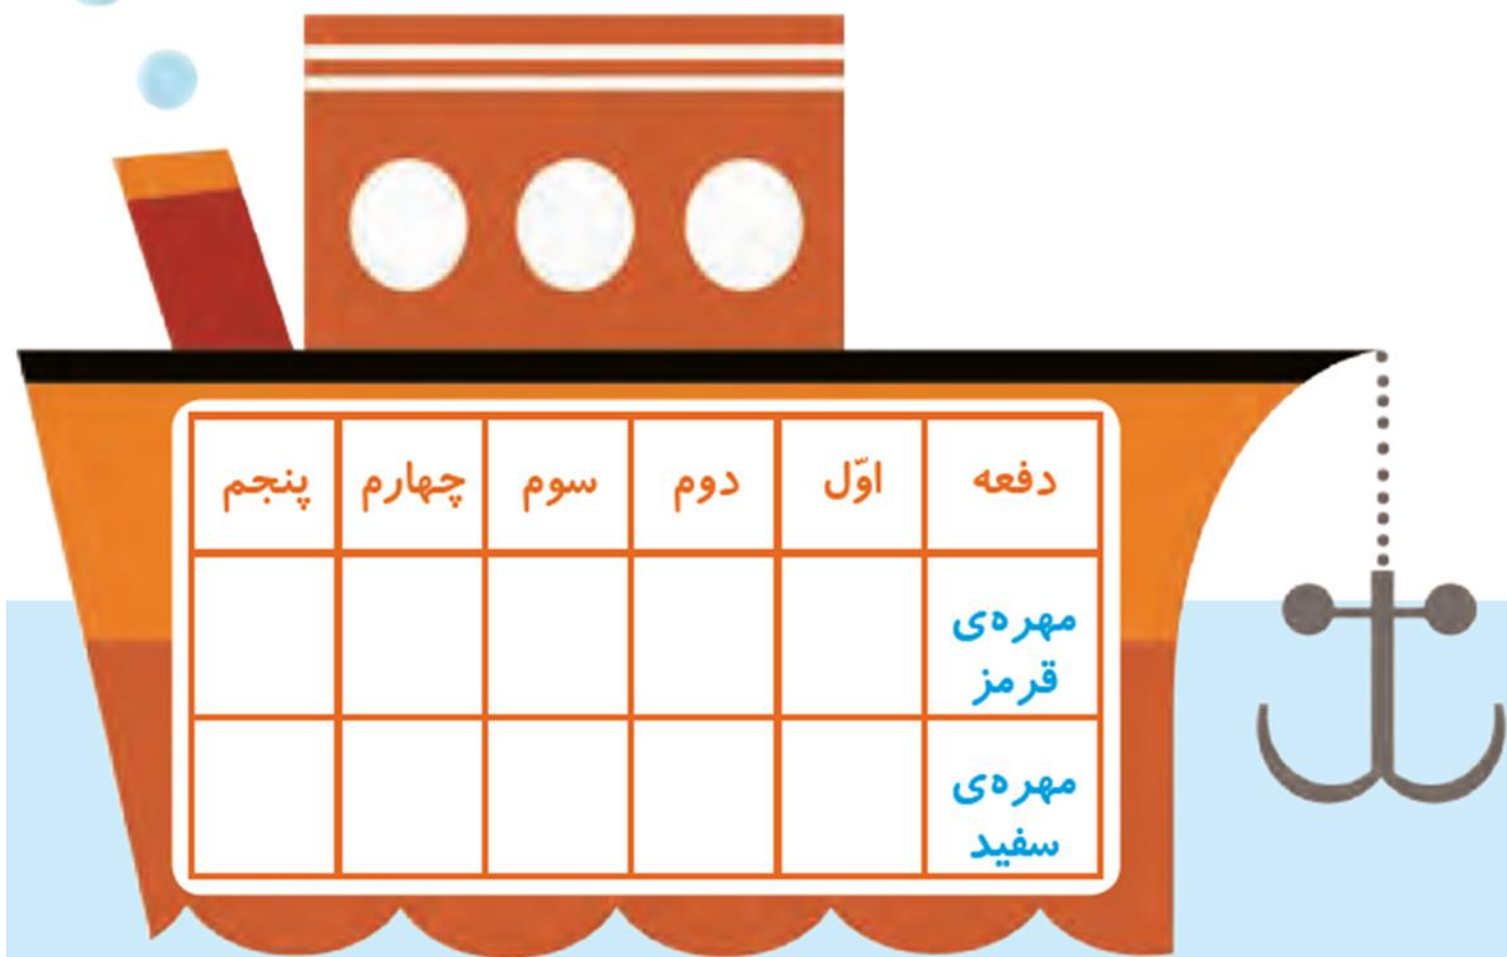 دفعه اوّل دوم سوم چهارم پنجم
مهره‌ی
قرمز
مهره‌ی
سفید